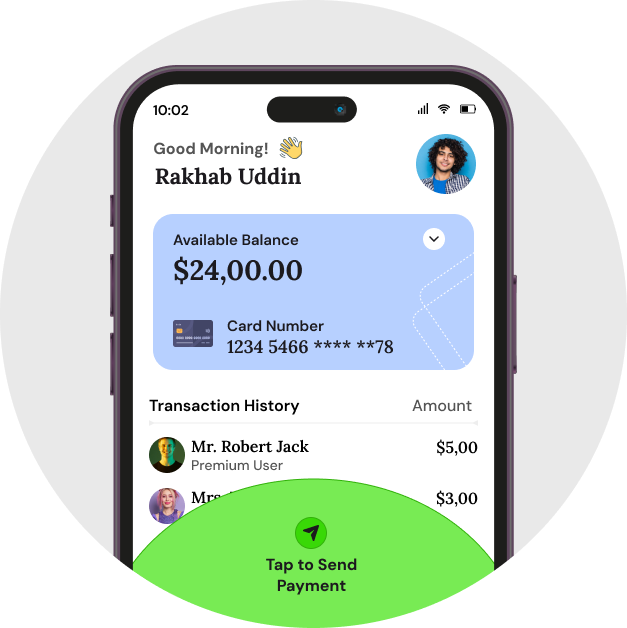 10:02
Good Morning!
Rakhab Uddin
Available Balance
$24,00.00
Card Number
1234 5466 **** **78
Transaction History Amount
Mr. Robert Jack $5,00
Premium User
Mrs. $3,00
Tap to Send
Payment